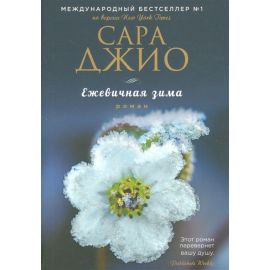 МЕЖДУНАРОДНЫЙ БЕСТСЕЛЛЕР №1
по версии New York Times
САРА
ДЖИО
Ежевичная зима
роман
Этот роман
перевернет
вашу душу.
Publishers Weekly